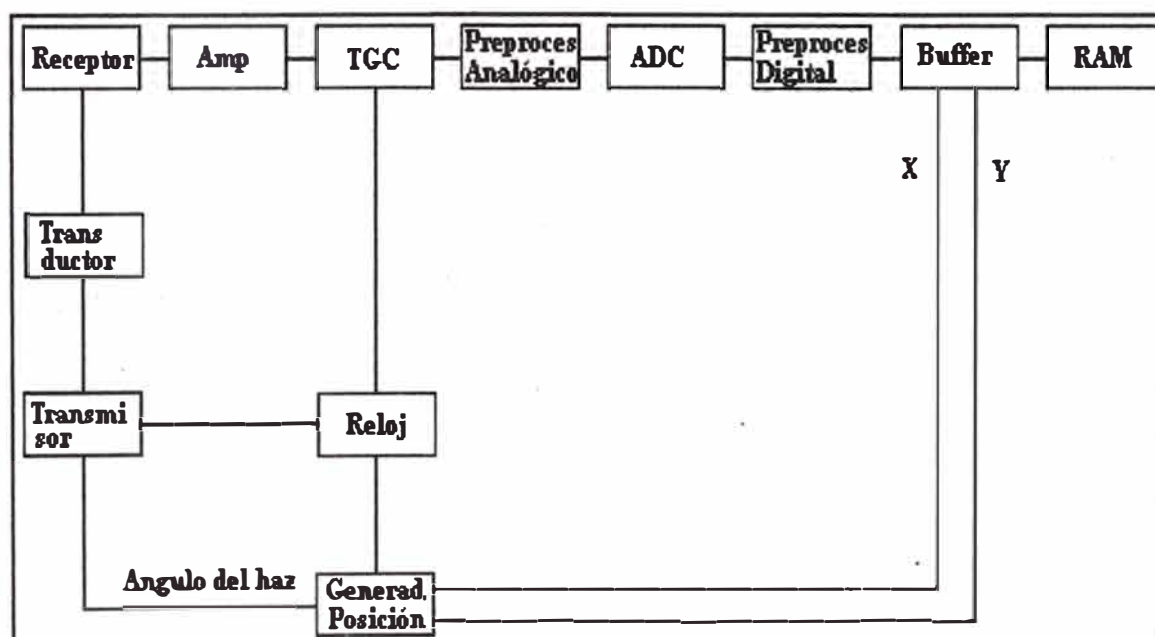 Receptor
Amp
TGC
Preproces
Analógico
ADC
Preproces
Digital
Buffer
RAM
X
Y
Trans
ductor
Transmi
sor
Reloj
Angulo del haz
Generad.
Posición